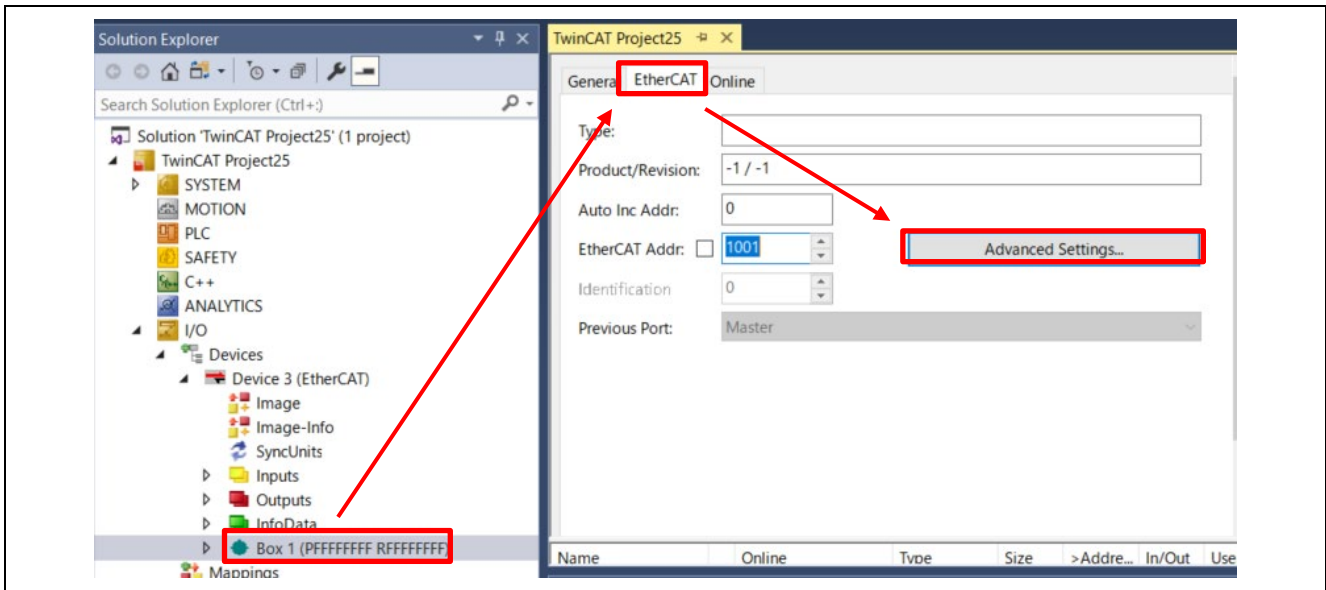 Solution Explorer
Search Solution Explorer (Ctrl+:)
Solution 'TwinCAT Project25' (1 project)
TwinCAT Project25
SYSTEM
MOTION
PLC
SAFETY
C++
ANALYTICS
I/O
Devices
Device 3 (EtherCAT)
Image
Image-Info
SyncUnits
Inputs
Outputs
InfoData
Box 1 (PFFFFFFFF RFFFFFFFF)
Mappings
TwinCAT Project25
General EtherCAT Online
Type:
Product/Revision: -1 / -1
Auto Inc Addr: 0
EtherCAT Addr: 1001 Advanced Settings...
Identification 0
Previous Port: Master
Name Online Type Size >Addre... In/Out Use